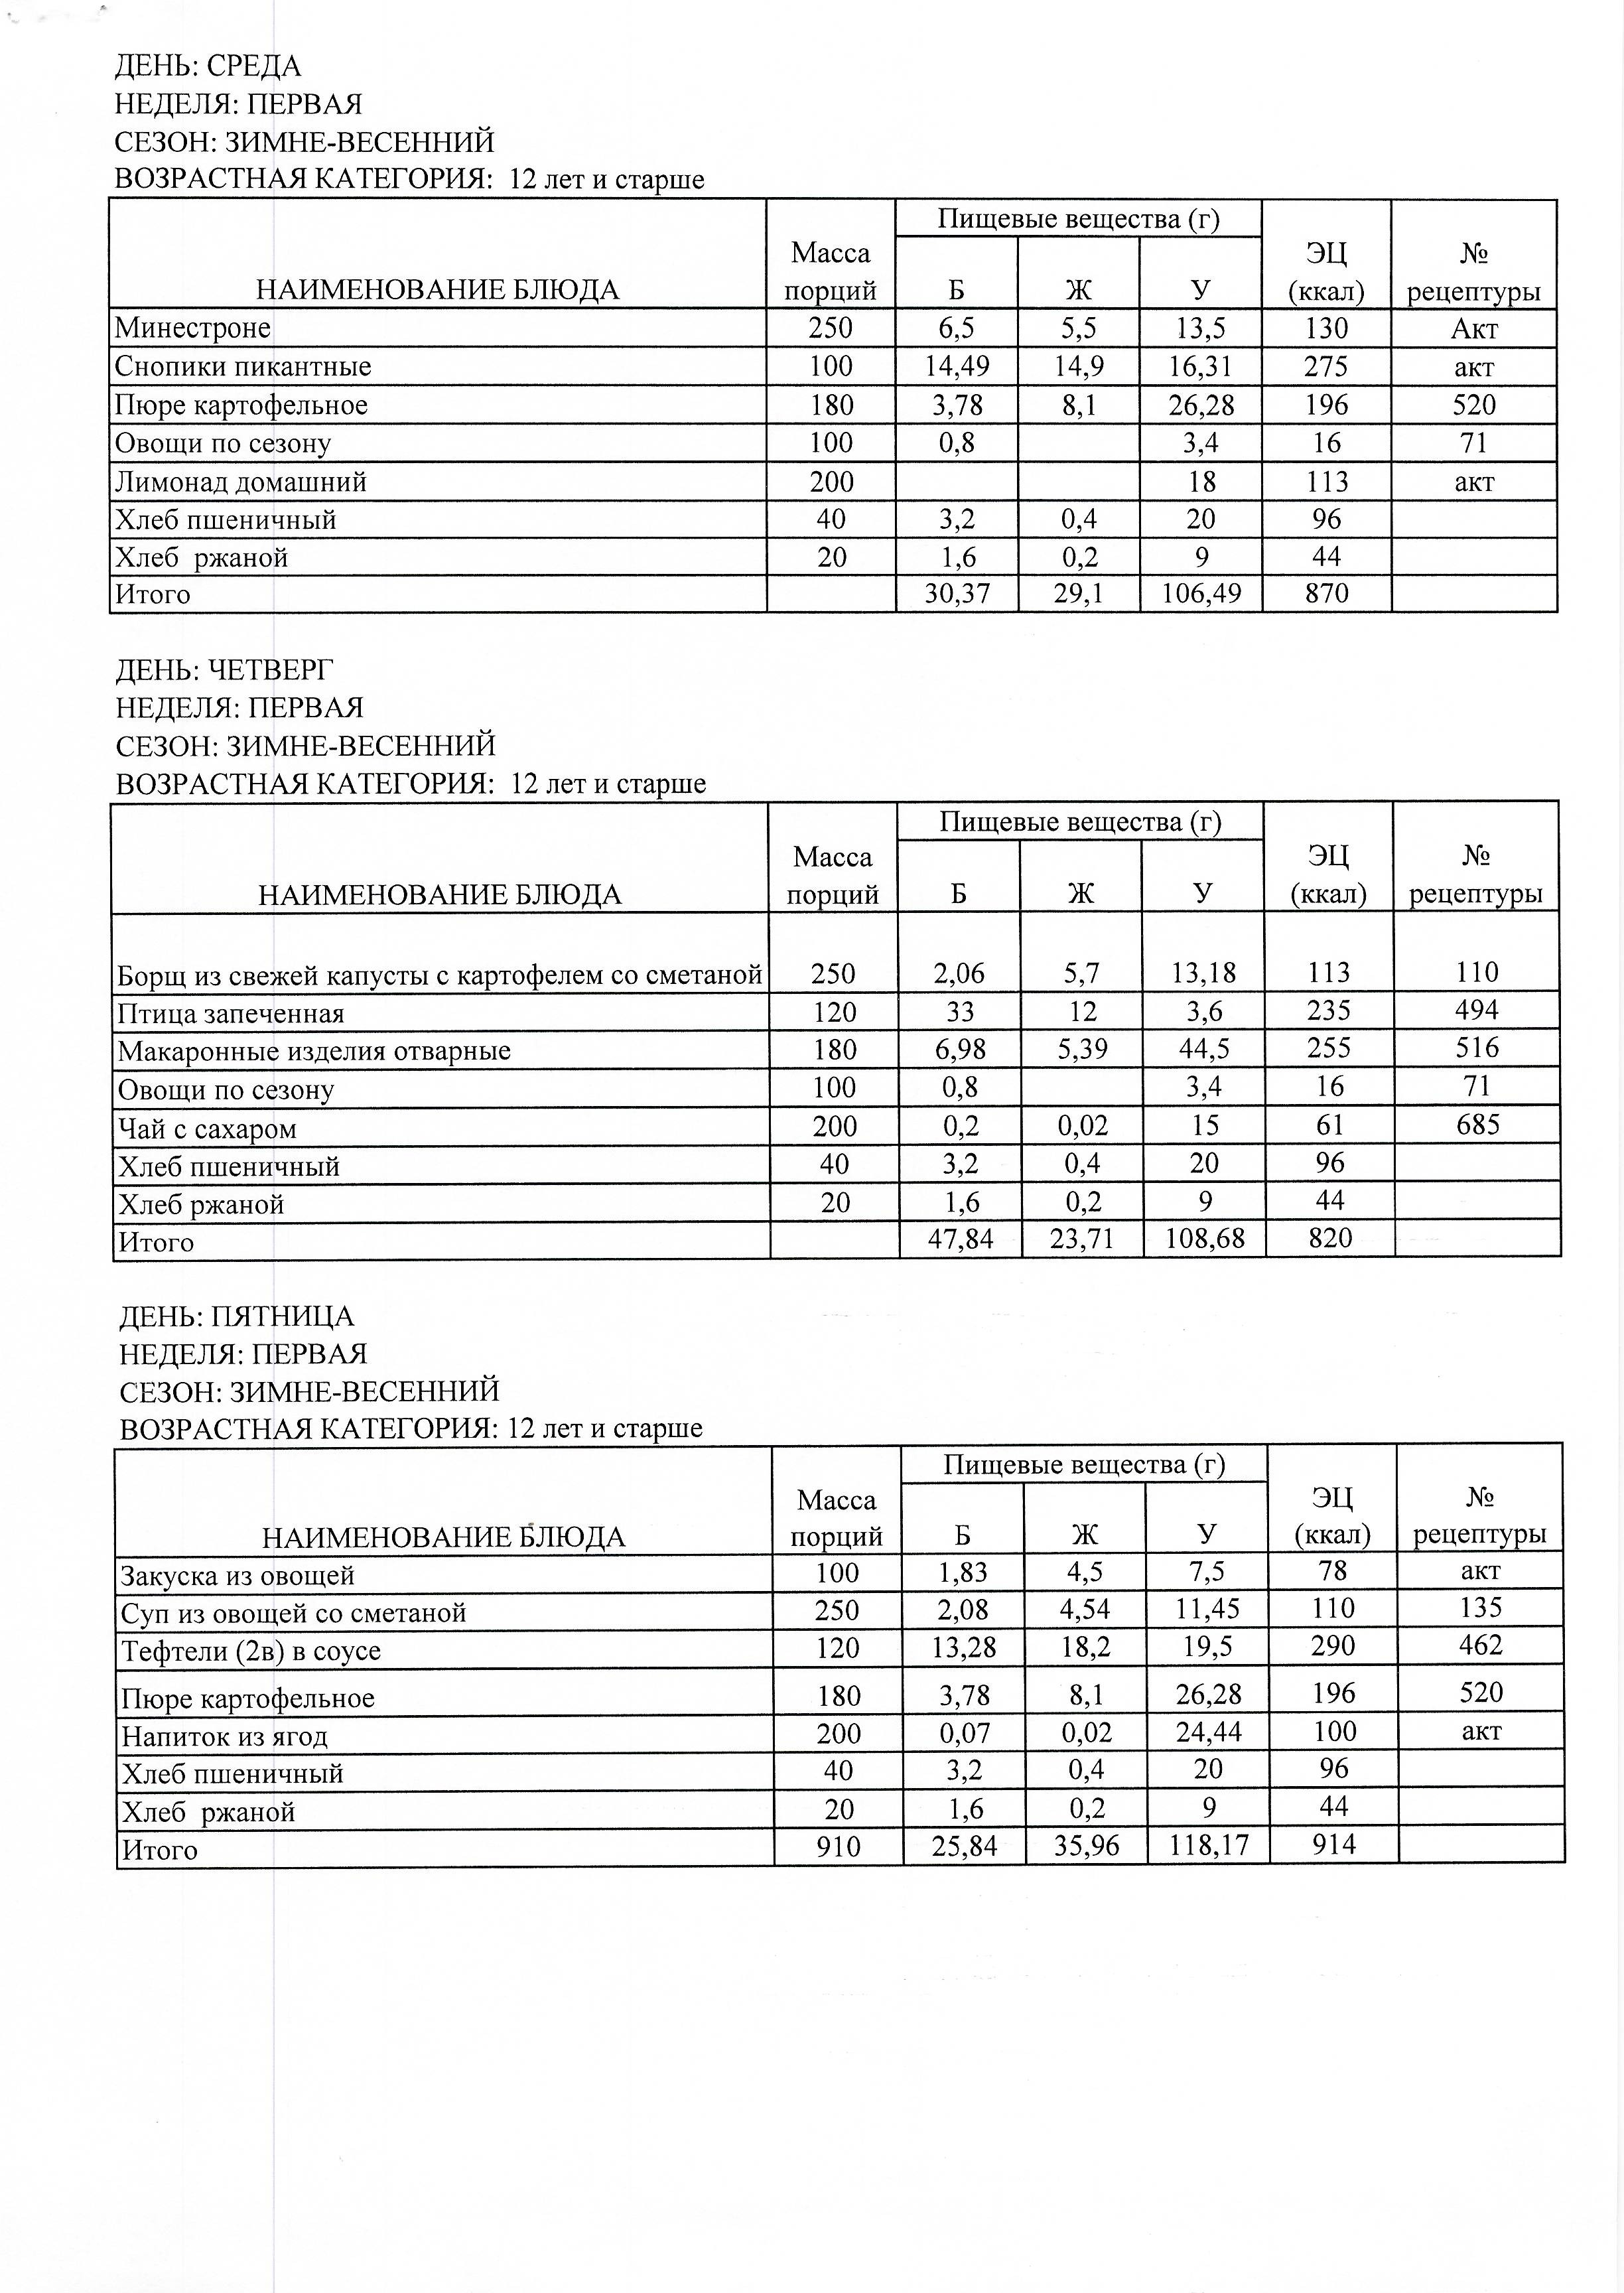 ДЕНЬ: СРЕДА
НЕДЕЛЯ: ПЕРВАЯ
СЕЗОН: ЗИМНЕ-ВЕСЕННИЙ
ВОЗРАСТНАЯ КАТЕГОРИЯ: 12 лет и старше
НАИМЕНОВАНИЕ БЛЮДА Масса порций Пищевые вещества (г) Б Ж У ЭЦ (ккал) № рецептуры
Минестроне 250 6,5 5,5 13,5 130 Акт
Снопики пикантные 100 14,49 14,9 16,31 275 акт
Пюре картофельное 180 3,78 8,1 26,28 196 520
Овощи по сезону 100 0,8 3,4 16 71
Лимонад домашний 200 18 113 акт
Хлеб пшеничный 40 3,2 0,4 20 96
Хлеб ржаной 20 1,6 0,2 9 44
Итого 30,37 29,1 106,49 870
ДЕНЬ: ЧЕТВЕРГ
НЕДЕЛЯ: ПЕРВАЯ
СЕЗОН: ЗИМНЕ-ВЕСЕННИЙ
ВОЗРАСТНАЯ КАТЕГОРИЯ: 12 лет и старше
НАИМЕНОВАНИЕ БЛЮДА Масса порций Пищевые вещества (г) Б Ж У ЭЦ (ккал) № рецептуры
Борщ из свежей капусты с картофелем со сметаной 250 2,06 5,7 13,18 113 110
Птица запеченная 120 33 12 3,6 235 494
Макаронные изделия отварные 180 6,98 5,39 44,5 255 516
Овощи по сезону 100 0,8 3,4 16 71
Чай с сахаром 200 0,2 0,02 15 61 685
Хлеб пшеничный 40 3,2 0,4 20 96
Хлеб ржаной 20 1,6 0,2 9 44
Итого 47,84 23,71 108,68 820
ДЕНЬ: ПЯТНИЦА
НЕДЕЛЯ: ПЕРВАЯ
СЕЗОН: ЗИМНЕ-ВЕСЕННИЙ
ВОЗРАСТНАЯ КАТЕГОРИЯ: 12 лет и старше
НАИМЕНОВАНИЕ БЛЮДА Масса порций Пищевые вещества (г) Б Ж У ЭЦ (ккал) № рецептуры
Закуска из овощей 100 1,83 4,5 7,5 78 акт
Суп из овощей со сметаной 250 2,08 4,54 11,45 110 135
Тефтели (2в) в соусе 120 13,28 18,2 19,5 290 462
Пюре картофельное 180 3,78 8,1 26,28 196 520
Напиток из ягод 200 0,07 0,02 24,44 100 акт
Хлеб пшеничный 40 3,2 0,4 20 96
Хлеб ржаной 20 1,6 0,2 9 44
Итого 910 25,84 35,96 118,17 914